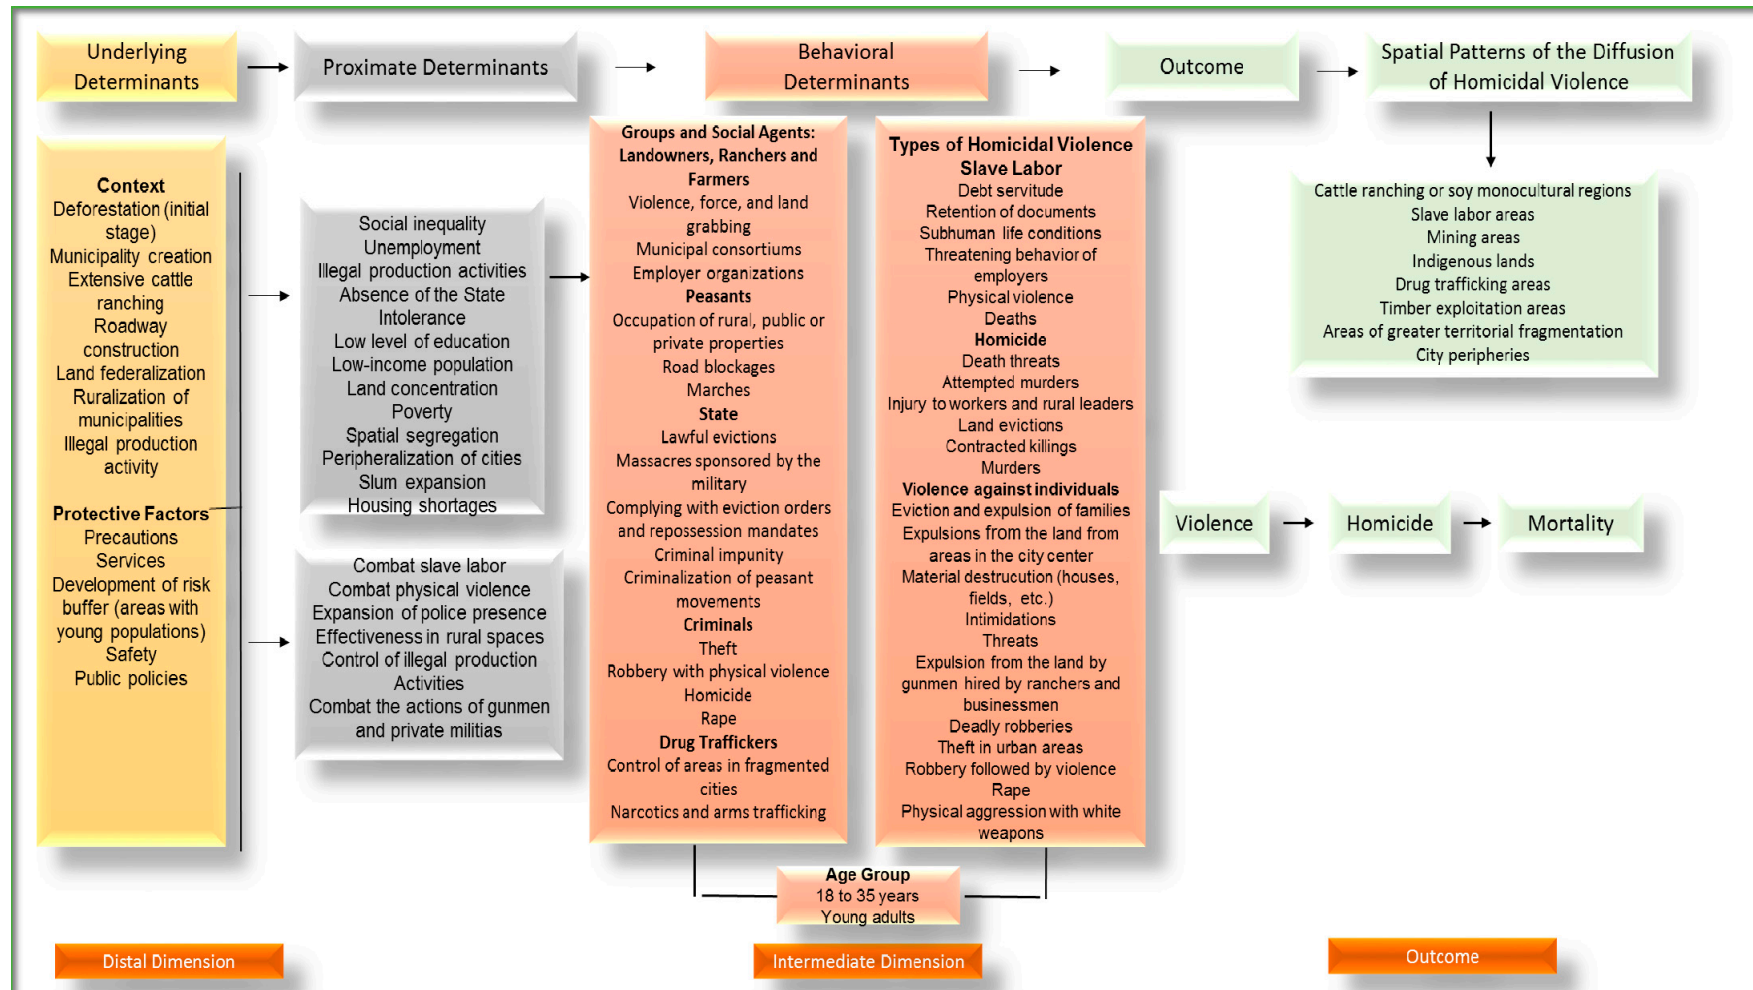 Underlying
Determinants
Proximate Determinants
Behavioral
Determinants
Outcome
Spatial Patterns of the Diffusion
of Homicidal Violence
Context
Deforestation (initial
stage)
Municipality creation
Extensive cattle
ranching
Roadway
construction
Land federalization
Ruralization of
municipalities
Illegal production
activity
Protective Factors
Precautions
Services
Development of risk
buffer (areas with
young populations)
Safety
Public policies
Social inequality
Unemployment
Illegal production activities
Absence of the State
Intolerance
Low level of education
Low-income population
Land concentration
Poverty
Spatial segregation
Peripheralization of cities
Slum expansion
Housing shortages
Combat slave labor
Combat physical violence
Expansion of police presence
Effectiveness in rural spaces
Control of illegal production
Activities
Combat the actions of gunmen
and private militias
Groups and Social Agents:
Landowners, Ranchers and
Farmers
Violence, force, and land
grabbing
Municipal consortiums
Employer organizations
Peasants
Occupation of rural, public or
private properties
Road blockages
Marches
State
Lawful evictions
Massacres sponsored by the
military
Complying with eviction orders
and repossession mandates
Criminal impunity
Criminalization of peasant
movements
Criminals
Theft
Robbery with physical violence
Homicide
Rape
Drug Traffickers
Control of areas in fragmented
cities
Narcotics and arms trafficking
Types of Homicidal Violence
Slave Labor
Debt servitude
Retention of documents
Subhuman life conditions
Threatening behavior of
employers
Physical violence
Deaths
Homicide
Death threats
Attempted murders
Injury to workers and rural leaders
Land evictions
Contracted killings
Murders
Violence against individuals
Eviction and expulsion of families
Expulsions from the land from
areas in the city center
Material destrucution (houses,
fields, etc.)
Intimidations
Threats
Expulsion from the land by
gunmen hired by ranchers and
businessmen
Deadly robberies
Theft in urban areas
Robbery followed by violence
Rape
Physical aggression with white
weapons
Age Group
18 to 35 years
Young adults
Cattle ranching or soy monocultural regions
Slave labor areas
Mining areas
Indigenous lands
Drug trafficking areas
Timber exploitation areas
Areas of greater territorial fragmentation
City peripheries
Violence
Homicide
Mortality
Distal Dimension
Intermediate Dimension
Outcome